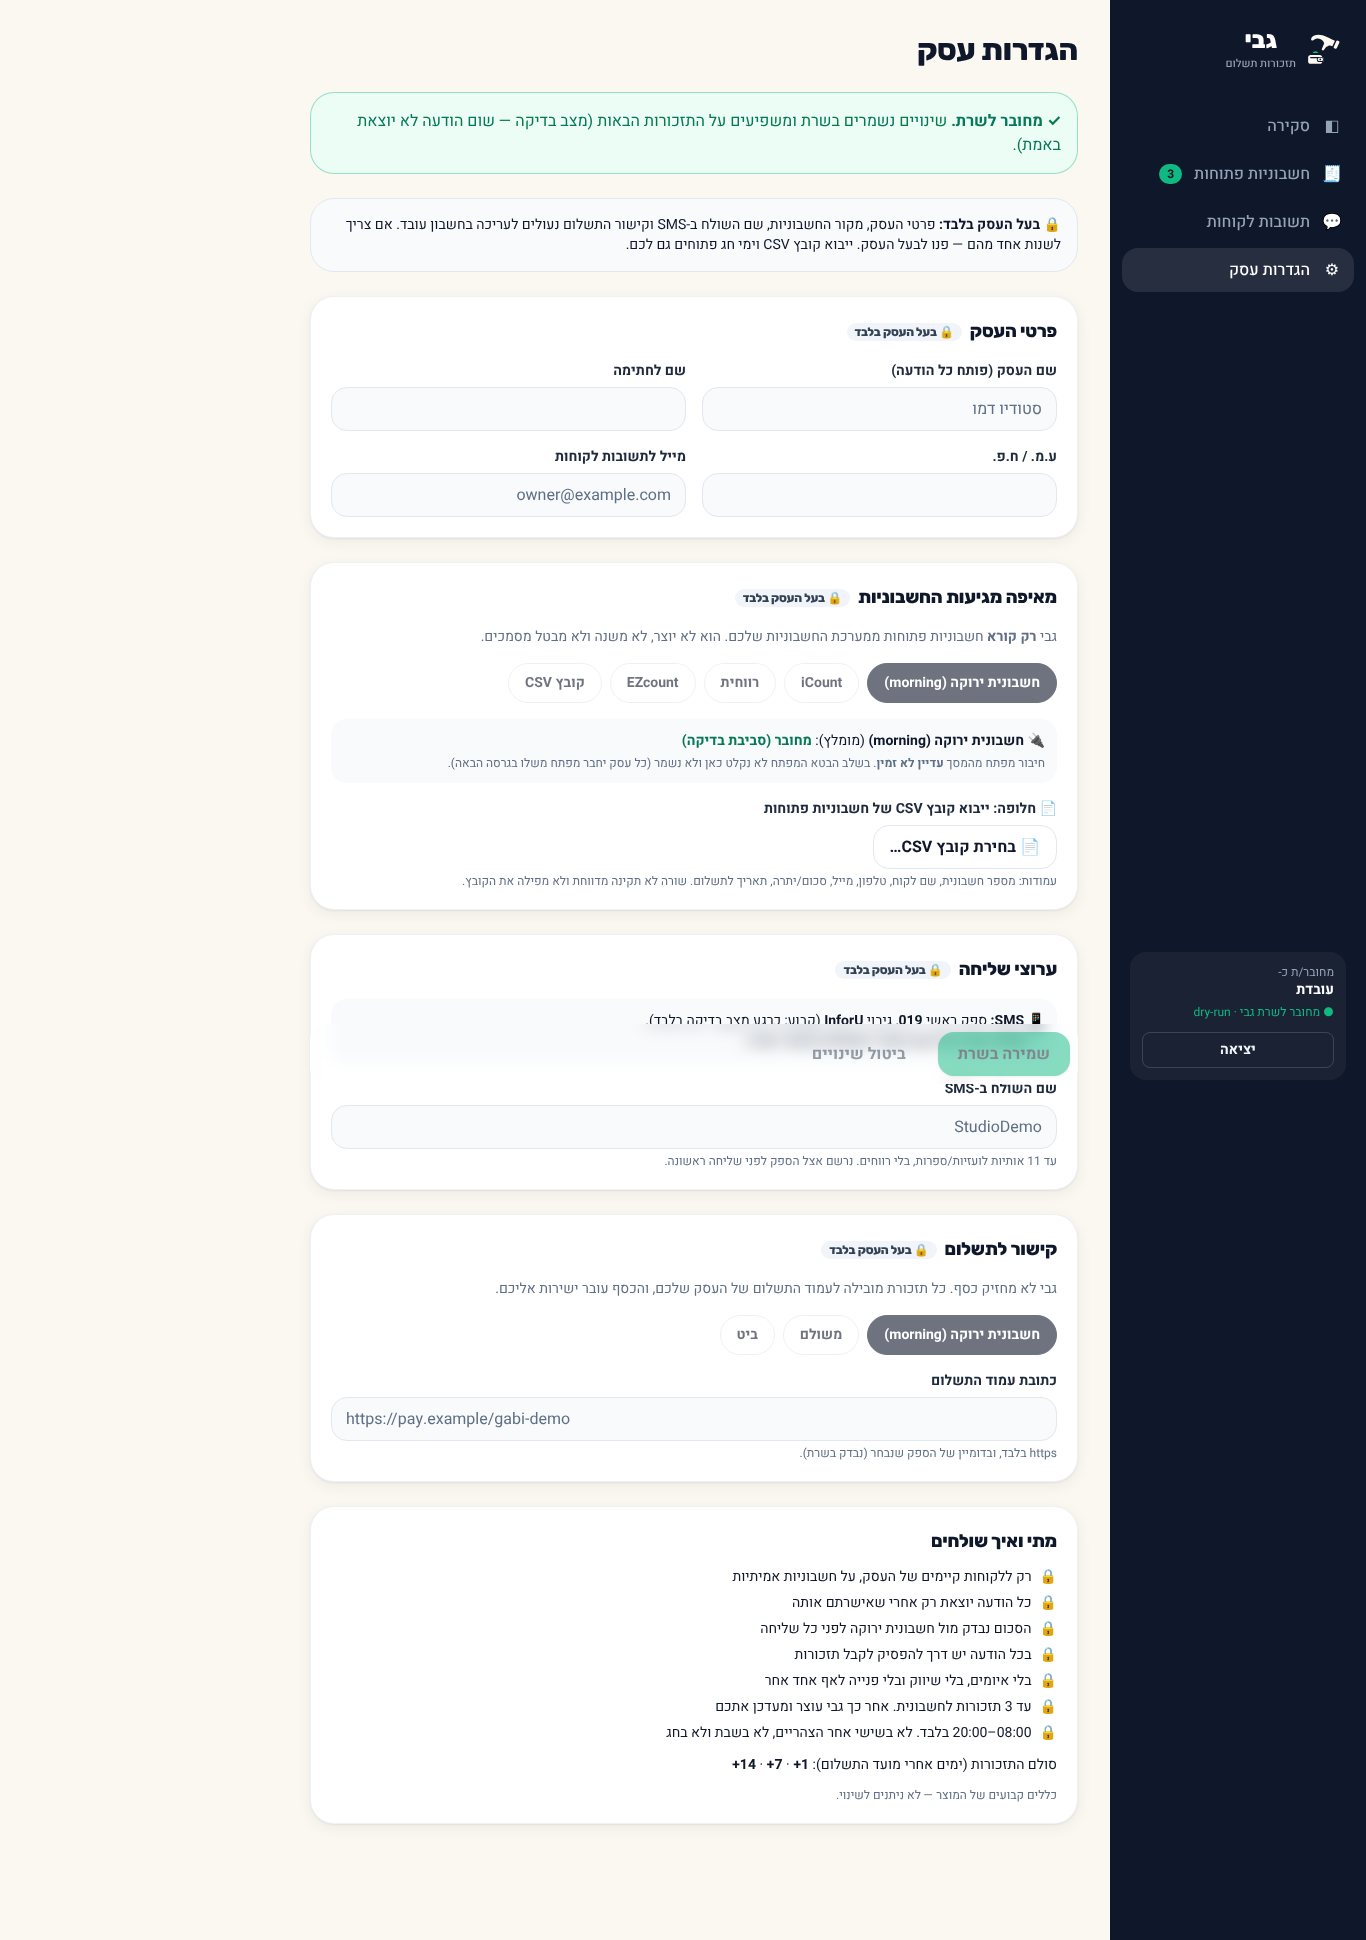 גבי
תזכורות תשלום
סקירה
חשבוניות פתוחות 3
תשובות לקוחות
הגדרות עסק
מחובר/ת כ-
עובדת
מחובר לשרת גבי · dry-run
יציאה
הגדרות עסק
✓ מחובר לשרת. שינויים נשמרים בשרת ומשפיעים על התזכורות הבאות (מצב בדיקה — שום הודעה לא יוצאת
באמת).
🔒 בעל העסק בלבד: פרטי העסק, מקור החשבוניות, שם השולח ב-SMS וקישור התשלום נעולים לעריכה בחשבון עובד. אם צריך
לשנות אחד מהם — פנו לבעל העסק. ייבוא קובץ CSV וימי חג פתוחים גם לכם.
פרטי העסק 🔒 בעל העסק בלבד
שם העסק (פותח כל הודעה)
סטודיו דמו
שם לחתימה
ע.מ. / ח.פ.
מייל לתשובות לקוחות
owner@example.com
מאיפה מגיעות החשבוניות 🔒 בעל העסק בלבד
גבי רק קורא חשבוניות פתוחות ממערכת החשבוניות שלכם. הוא לא יוצר, לא משנה ולא מבטל מסמכים.
חשבונית ירוקה (morning) iCount רווחית EZcount קובץ CSV
🔌 חשבונית ירוקה (morning) (מומלץ): מחובר (סביבת בדיקה)
חיבור מפתח מהמסך עדיין לא זמין. בשלב הבטא המפתח לא נקלט כאן ולא נשמר (כל עסק יחבר מפתח משלו בגרסה הבאה).
📄 חלופה: ייבוא קובץ CSV של חשבוניות פתוחות
📄 בחירת קובץ CSV…
עמודות: מספר חשבונית, שם לקוח, טלפון, מייל, סכום/יתרה, תאריך לתשלום. שורה לא תקינה מדווחת ולא מפילה את הקובץ.
ערוצי שליחה 🔒 בעל העסק בלבד
📱 SMS: ספק ראשי 019, גיבוי InforU (קבוע; כרגע מצב בדיקה בלבד).
שמירה בשרת ביטול שינויים
שם השולח ב-SMS
StudioDemo
עד 11 אותיות לועזיות/ספרות, בלי רווחים. נרשם אצל הספק לפני שליחה ראשונה.
קישור לתשלום 🔒 בעל העסק בלבד
גבי לא מחזיק כסף. כל תזכורת מובילה לעמוד התשלום של העסק שלכם, והכסף עובר ישירות אליכם.
חשבונית ירוקה (morning) משולם ביט
כתובת עמוד התשלום
https://pay.example/gabi-demo
https בלבד, ובדומיין של הספק שנבחר (נבדק בשרת).
מתי ואיך שולחים
🔒 רק ללקוחות קיימים של העסק, על חשבוניות אמיתיות
🔒 כל הודעה יוצאת רק אחרי שאישרתם אותה
🔒 הסכום נבדק מול חשבונית ירוקה לפני כל שליחה
🔒 בכל הודעה יש דרך להפסיק לקבל תזכורות
🔒 בלי איומים, בלי שיווק ובלי פנייה לאף אחד אחר
🔒 עד 3 תזכורות לחשבונית. אחר כך גבי עוצר ומעדכן אתכם
🔒 08:00–20:00 בלבד. לא בשישי אחר הצהריים, לא בשבת ולא בחג
סולם התזכורות (ימים אחרי מועד התשלום): 1+ · 7+ · 14+
כללים קבועים של המוצר — לא ניתנים לשינוי.